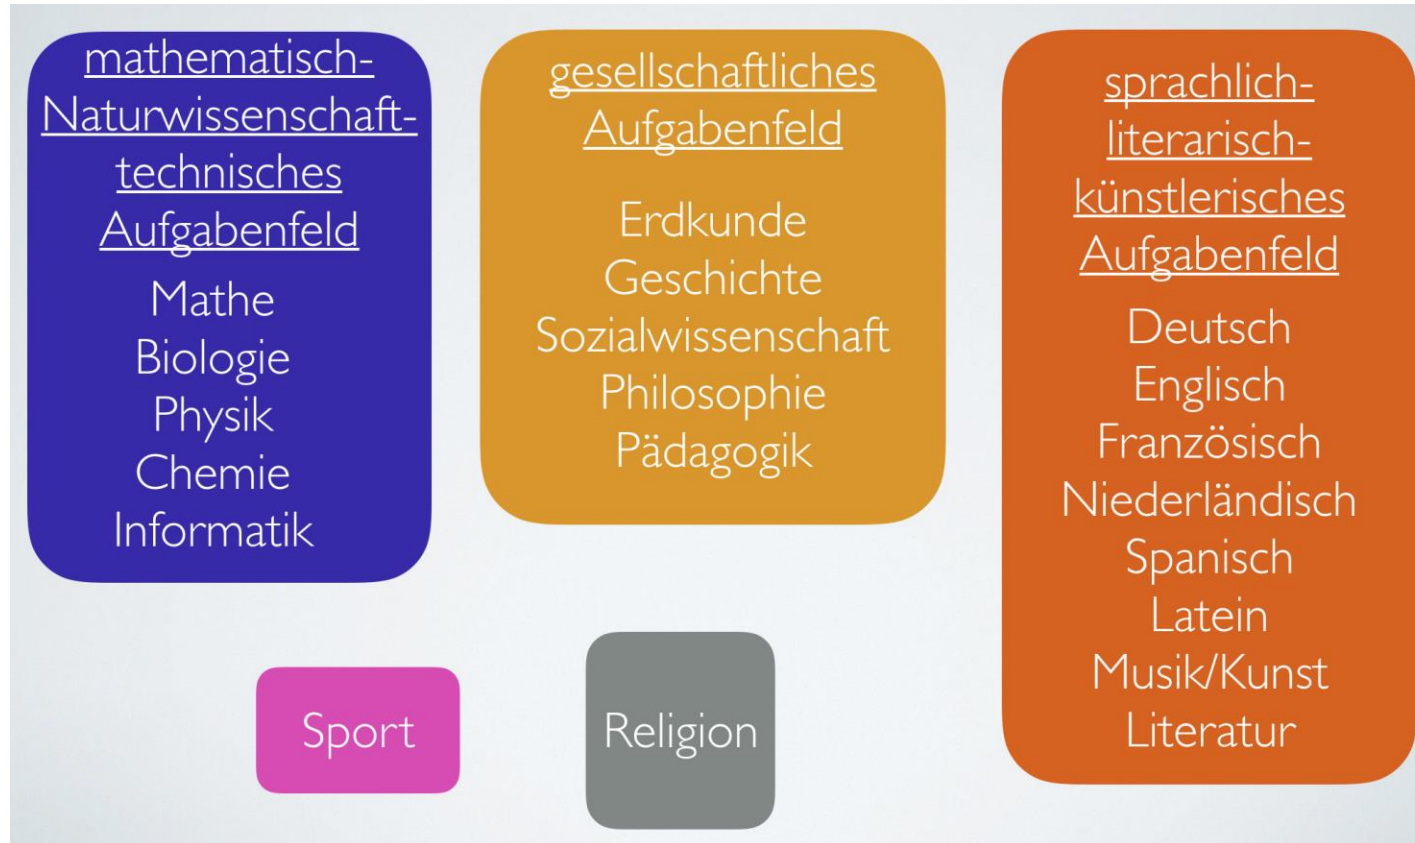 mathematisch-
Naturwissenschaft-
technisches
Aufgabenfeld
Mathe
Biologie
Physik
Chemie
Informatik
gesellschaftliches
Aufgabenfeld
Erdkunde
Geschichte
Sozialwissenschaft
Philosophie
Pädagogik
sprachlich-
literarisch-
künstlerisches
Aufgabenfeld
Deutsch
Englisch
Französisch
Niederländisch
Spanisch
Latein
Musik/Kunst
Literatur
Sport
Religion